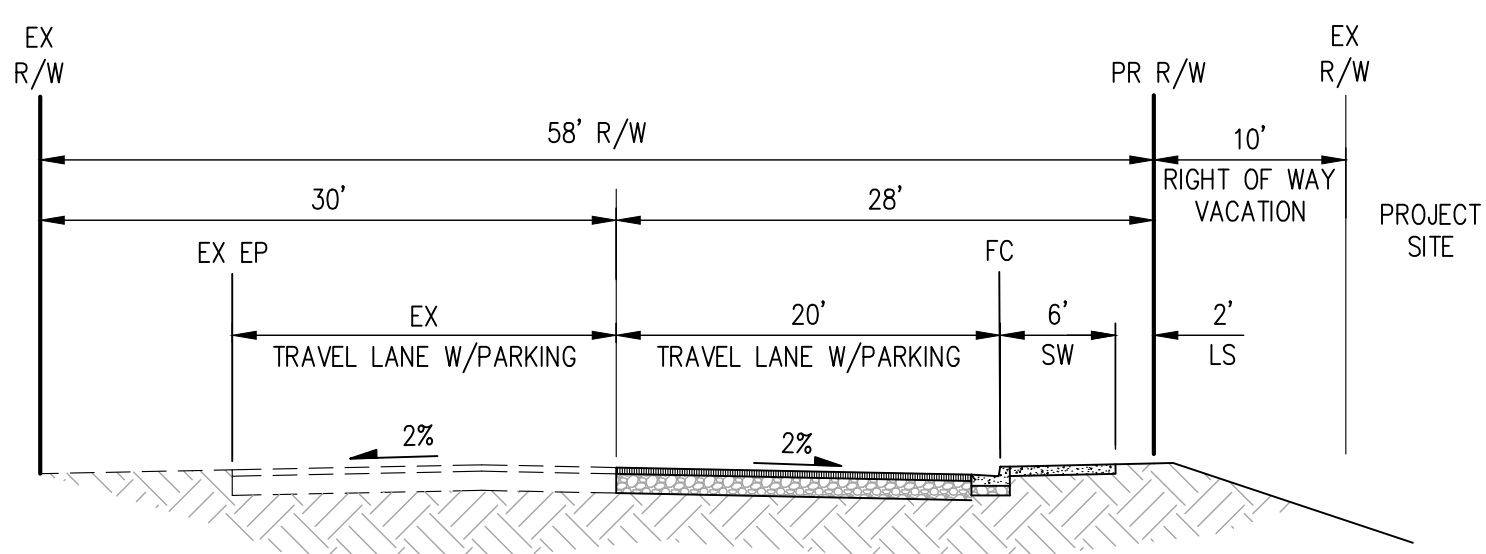 EX
R/W
PR R/W
EX
R/W
58' R/W
10'
RIGHT OF WAY
VACATION
PROJECT
SITE
30'
28'
EX EP
FC
EX
TRAVEL LANE W/PARKING
20'
TRAVEL LANE W/PARKING
6'
SW
2'
LS
2%
2%